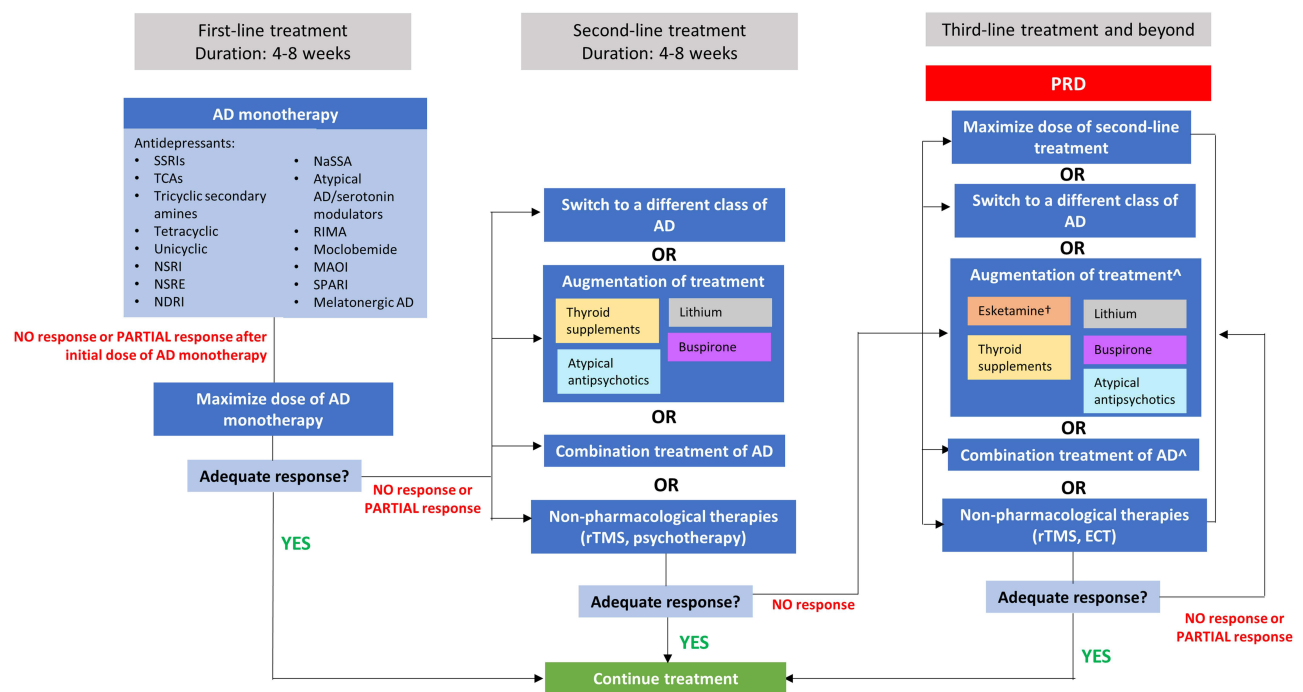 First-line treatment
Duration: 4-8 weeks
Second-line treatment
Duration: 4-8 weeks
Third-line treatment and beyond
AD monotherapy
Antidepressants:
• SSRIs
• TCAs
• Tricyclic secondary
amines
• Tetracyclic
• Unicyclic
• NSRI
• NSRE
• NDRI
• NaSSA
• Atypical
AD/serotonin
modulators
• RIMA
• Moclobemide
• MAOI
• SPARI
• Melatonergic AD
NO response or PARTIAL response after
initial dose of AD monotherapy
Maximize dose of AD
monotherapy
Adequate response?
NO response or
PARTIAL response
YES
Switch to a different class of
AD
OR
Augmentation of treatment
Thyroid
supplements
Lithium
Buspirone
Atypical
antipsychotics
OR
Combination treatment of AD
OR
Non-pharmacological therapies
(rTMS, psychotherapy)
Adequate response?
NO response
YES
Continue treatment
PRD
Maximize dose of second-line
treatment
OR
Switch to a different class of
AD
OR
Augmentation of treatment^
Esketamine†
Lithium
Thyroid
supplements
Buspirone
Atypical
antipsychotics
OR
Combination treatment of AD^
OR
Non-pharmacological therapies
(rTMS, ECT)
Adequate response?
NO response or
PARTIAL response
YES